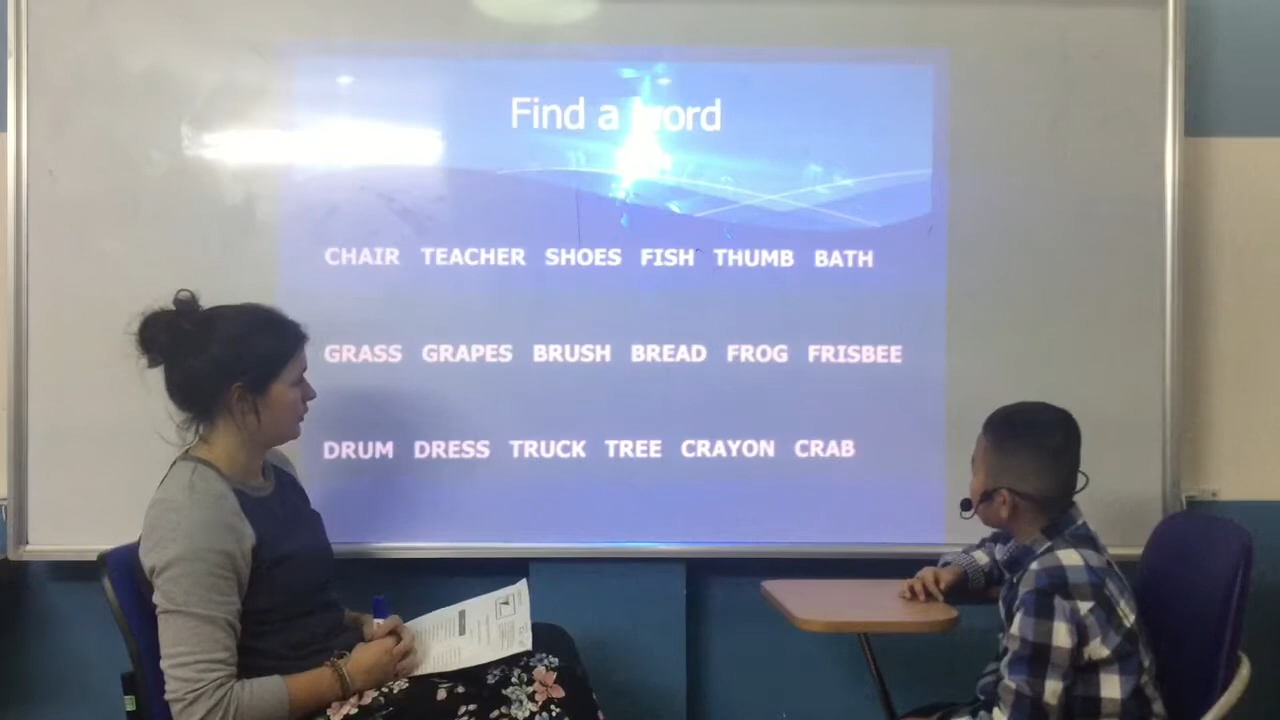 Find a word
CHAIR TEACHER SHOES FISH THUMB BATH
GRASS GRAPES BRUSH BREAD FROG FRISBEE
DRUM DRESS TRUCK TREE CRAYON CRAB